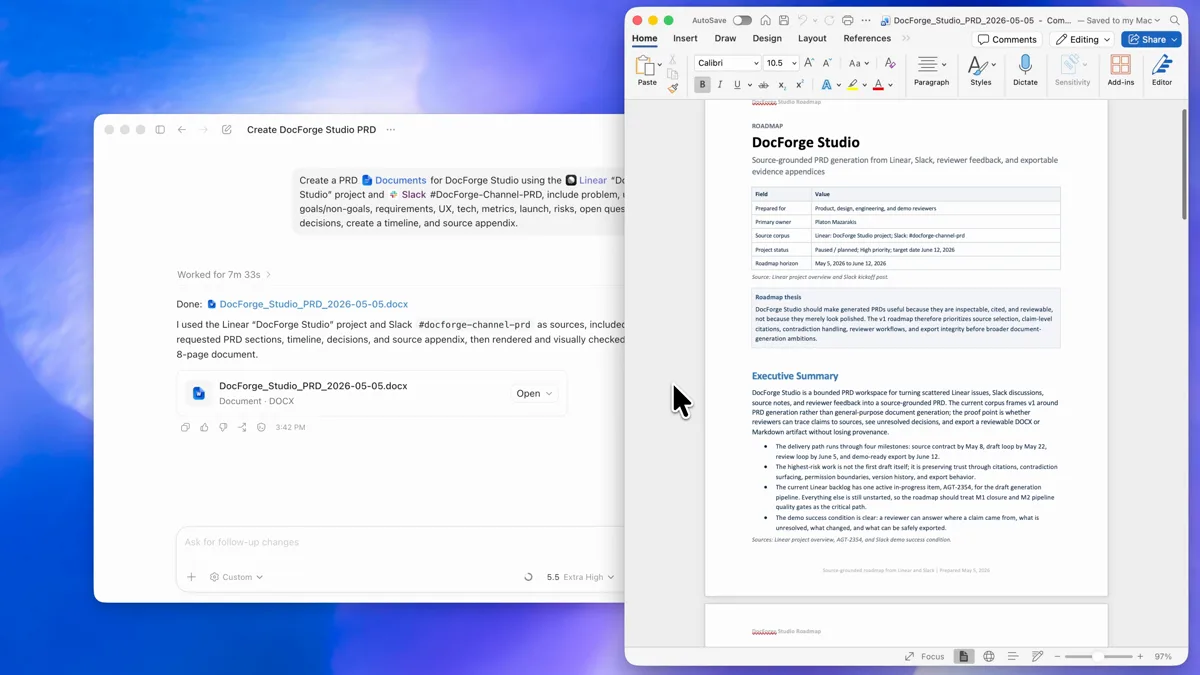 Create DocForge Studio PRD
Create a PRD Documents for DocForge Studio using the Linear "Do
Studio" project and Slack #DocForge-Channel-PRD, include problem, u
goals/non-goals, requirements, UX, tech, metrics, launch, risks, open ques
decisions, create a timeline, and source appendix.
Worked for 7m 33s
Done: DocForge_Studio_PRD_2026-05-05.docx
I used the Linear "DocForge Studio" project and Slack #docforge-channel-prd as sources, included
requested PRD sections, timeline, decisions, and source appendix, then rendered and visually checked
8-page document.
DocForge_Studio_PRD_2026-05-05.docx
Document · DOCX
Open
3:42 PM
Ask for follow-up changes
Custom
5.5 Extra High
AutoSave
DocForge_Studio_PRD_2026-05-05 - Com... — Saved to my Mac
Home Insert Draw Design Layout References
Comments Editing Share
Calibri 10.5
Paste
Paragraph Styles Dictate Sensitivity Add-ins Editor
DocForge Studio Roadmap
ROADMAP
DocForge Studio
Source-grounded PRD generation from Linear, Slack, reviewer feedback, and exportable
evidence appendices
Field Value
Prepared for Product, design, engineering, and demo reviewers
Primary owner Platon Mazarakis
Source corpus Linear: DocForge Studio project; Slack: #docforge-channel-prd
Project status Paused / planned; High priority; target date June 12, 2026
Roadmap horizon May 5, 2026 to June 12, 2026
Source: Linear project overview and Slack kickoff post.
Roadmap thesis
DocForge Studio should make generated PRDs useful because they are inspectable, cited, and reviewable,
not because they merely look polished. The v1 roadmap therefore prioritizes source selection, claim-level
citations, contradiction handling, reviewer workflows, and export integrity before broader document-
generation ambitions.
Executive Summary
DocForge Studio is a bounded PRD workspace for turning scattered Linear issues, Slack discussions,
source notes, and reviewer feedback into a source-grounded PRD. The current corpus frames v1 around
PRD generation rather than general-purpose document generation; the proof point is whether
reviewers can trace claims to sources, see unresolved decisions, and export a reviewable DOCX or
Markdown artifact without losing provenance.
• The delivery path runs through four milestones: source contract by May 8, draft loop by May 22,
review loop by June 5, and demo-ready export by June 12.
• The highest-risk work is not the first draft itself; it is preserving trust through citations, contradiction
surfacing, permission boundaries, version history, and export behavior.
• The current Linear backlog has one active in-progress item, AGT-2354, for the draft generation
pipeline. Everything else is still unstarted, so the roadmap should treat M1 closure and M2 pipeline
quality gates as the critical path.
• The demo success condition is clear: a reviewer can answer where a claim came from, what is
unresolved, what changed, and what can be safely exported.
Sources: Linear project overview, AGT-2354, and Slack demo success condition.
Source-grounded roadmap from Linear and Slack | Prepared May 5, 2026
DocForge Studio Roadmap
Focus
97%